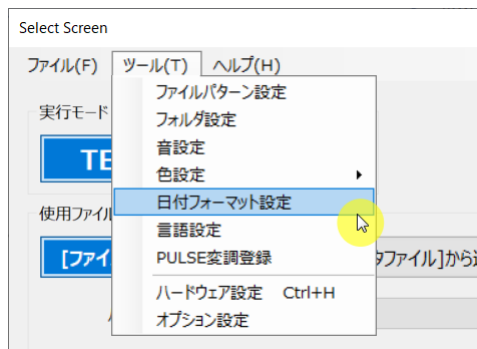 Select Screen
ファイル(F) ツール(T) ヘルプ(H)
ファイルパターン設定
フォルダ設定
実行モード
音設定
TE
色設定
日付フォーマット設定
使用ファイル
言語設定
[ファイ
PULSE変調登録
タファイル]から
ハードウェア設定 Ctrl+H
オプション設定